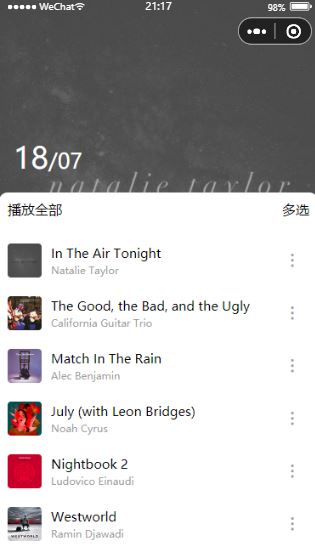 WeChat
21:17
98%
18/07
natalie taylor
播放全部
多选
In The Air Tonight
Natalie Taylor
The Good, the Bad, and the Ugly
California Guitar Trio
Match In The Rain
Alec Benjamin
July (with Leon Bridges)
Noah Cyrus
Nightbook 2
Ludovico Einaudi
WESTWORLD
Westworld
Ramin Djawadi